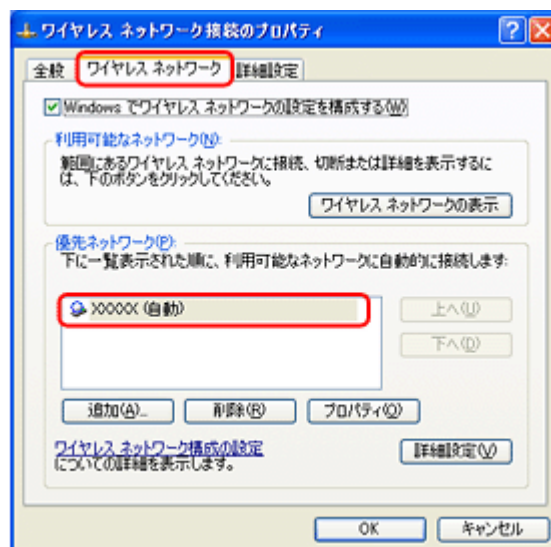 ワイヤレス ネットワーク接続のプロパティ
全般 ワイヤレス ネットワーク 詳細設定
Windows でワイヤレス ネットワークの設定を構成する(W)
利用可能なネットワーク(N):
範囲にあるワイヤレス ネットワークに接続、切断または詳細を表示するに
は、下のボタンをクリックしてください。
ワイヤレス ネットワークの表示
優先ネットワーク(P):
下に一覧表示された順に、利用可能なネットワークに自動的に接続します:
XXXXX (自動)
上へ(U)
下へ(D)
追加(A)... 削除(R) プロパティ(O)
ワイヤレス ネットワーク構成の設定
についての詳細を表示します。
詳細設定(V)
OK キャンセル